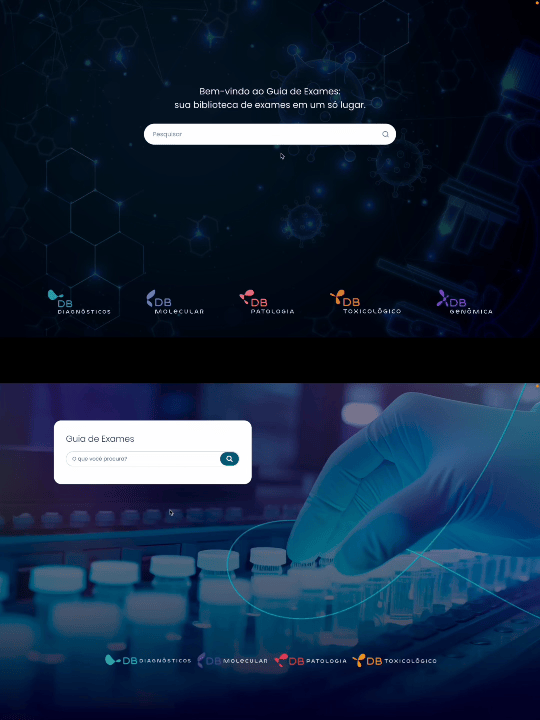 Bem-vindo ao Guia de Exames:
sua biblioteca de exames em um só lugar.
Pesquisar
DB
DIAGNÓSTICOS
DB
MOLECULAR
DB
PATOLOGIA
DB
TOXICOLÓGICO
DB
GENÔMICA
Guia de Exames
O que você procura?
DB DIAGNÓSTICOS DB MOLECULAR DB PATOLOGIA DB TOXICOLÓGICO